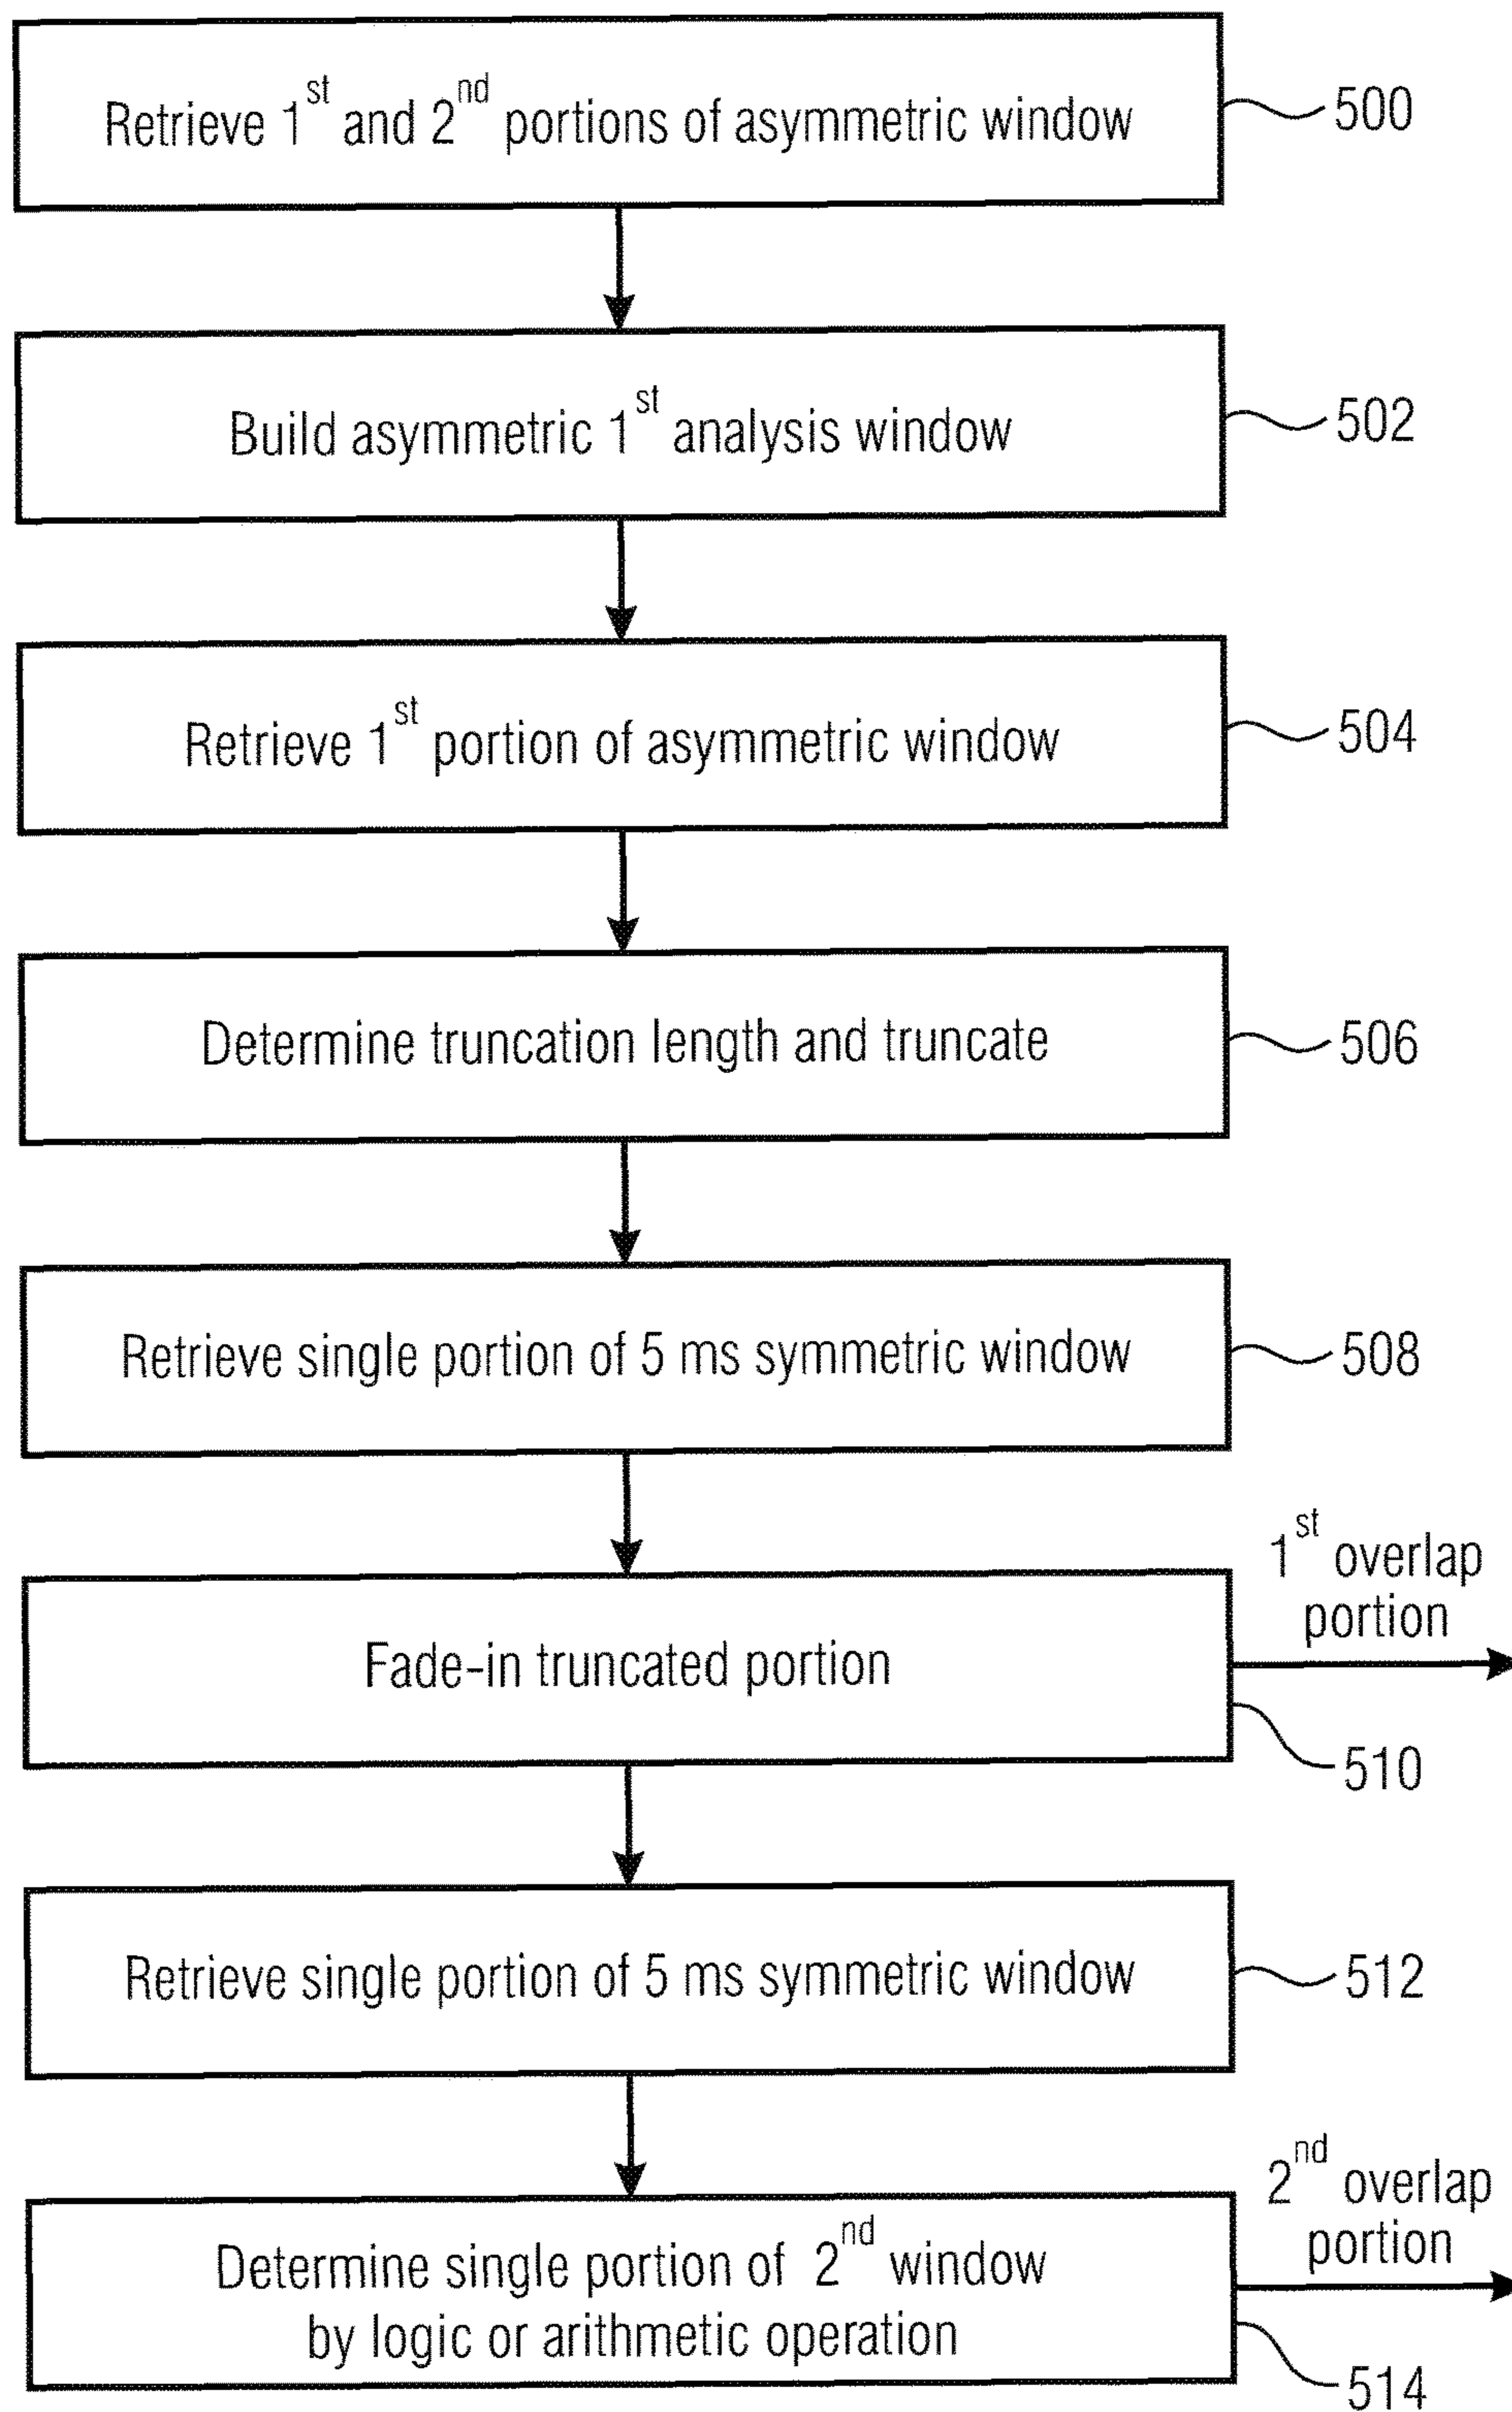 Retrieve 1st and 2nd portions of asymmetric window
500
Build asymmetric 1st analysis window
502
Retrieve 1st portion of asymmetric window
504
Determine truncation length and truncate
506
Retrieve single portion of 5 ms symmetric window
508
1st overlap
portion
Fade-in truncated portion
510
Retrieve single portion of 5 ms symmetric window
512
2nd overlap
portion
Determine single portion of 2nd window
by logic or arithmetic operation
514